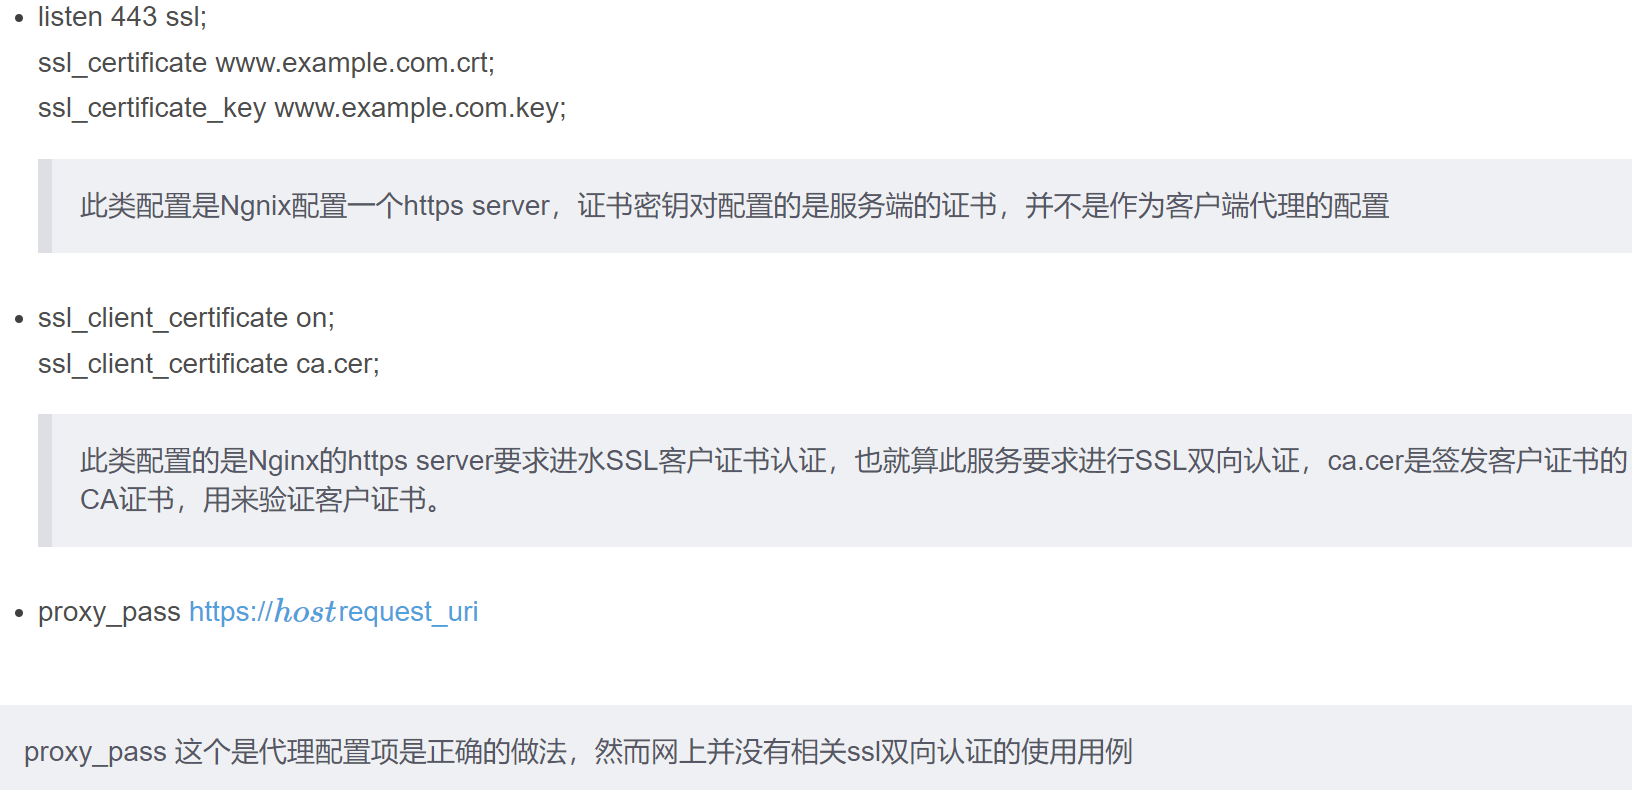 listen 443 ssl;
ssl_certificate www.example.com.crt;
ssl_certificate_key www.example.com.key;
此类配置是Ngnix配置一个https server，证书密钥对配置的是服务端的证书，并不是作为客户端代理的配置
ssl_client_certificate on;
ssl_client_certificate ca.cer;
此类配置的是Nginx的https server要求进水SSL客户证书认证，也就算此服务要求进行SSL双向认证，ca.cer是签发客户证书的
CA证书，用来验证客户证书。
proxy_pass https://hostrequest_uri
proxy_pass 这个是代理配置项是正确的做法，然而网上并没有相关ssl双向认证的使用用例